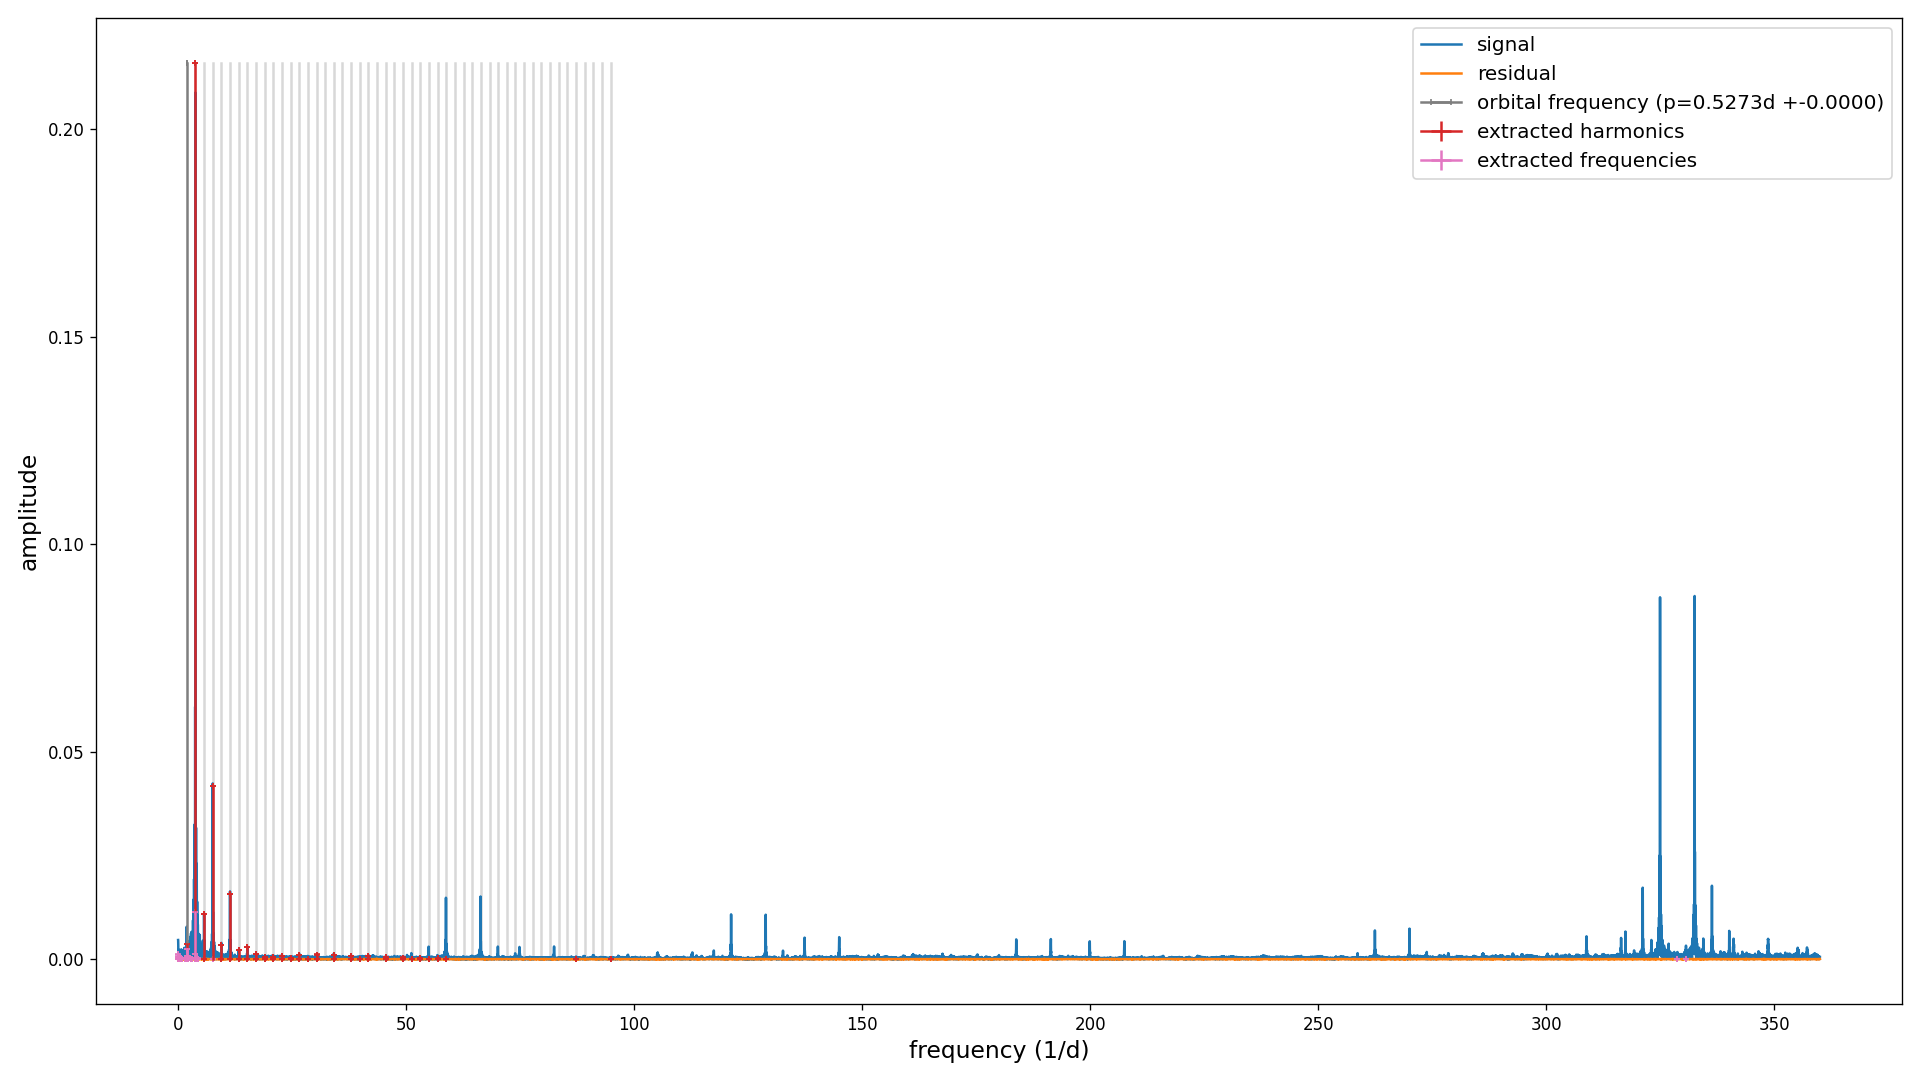 signal
residual
orbital frequency (p=0.5273d +-0.0000)
extracted harmonics
extracted frequencies
amplitude
0.20
0.15
0.10
0.05
0.00
0 50 100 150 200 250 300 350
frequency (1/d)